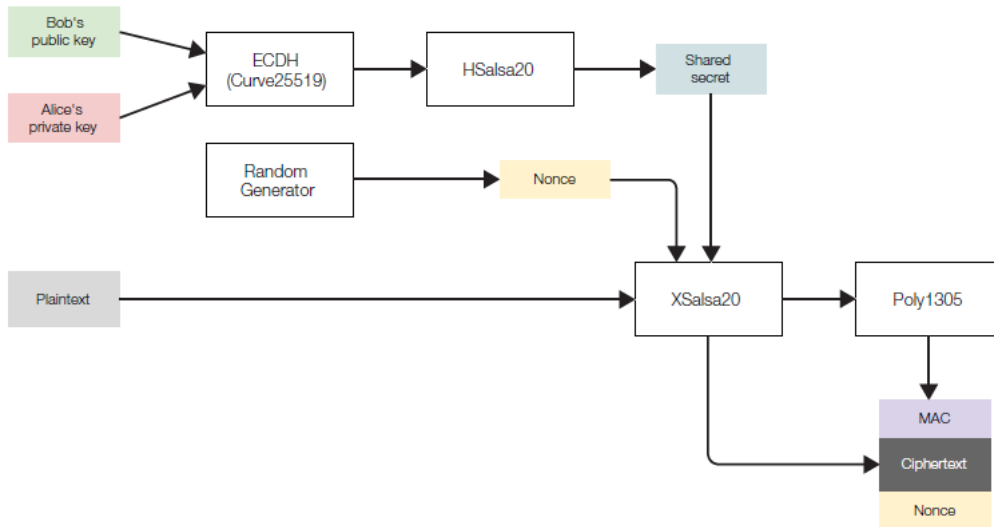 Bob's
public key
ECDH
(Curve25519)
HSalsa20
Shared
secret
Alice's
private key
Random
Generator
Nonce
Plaintext
XSalsa20
Poly1305
MAC
Ciphertext
Nonce